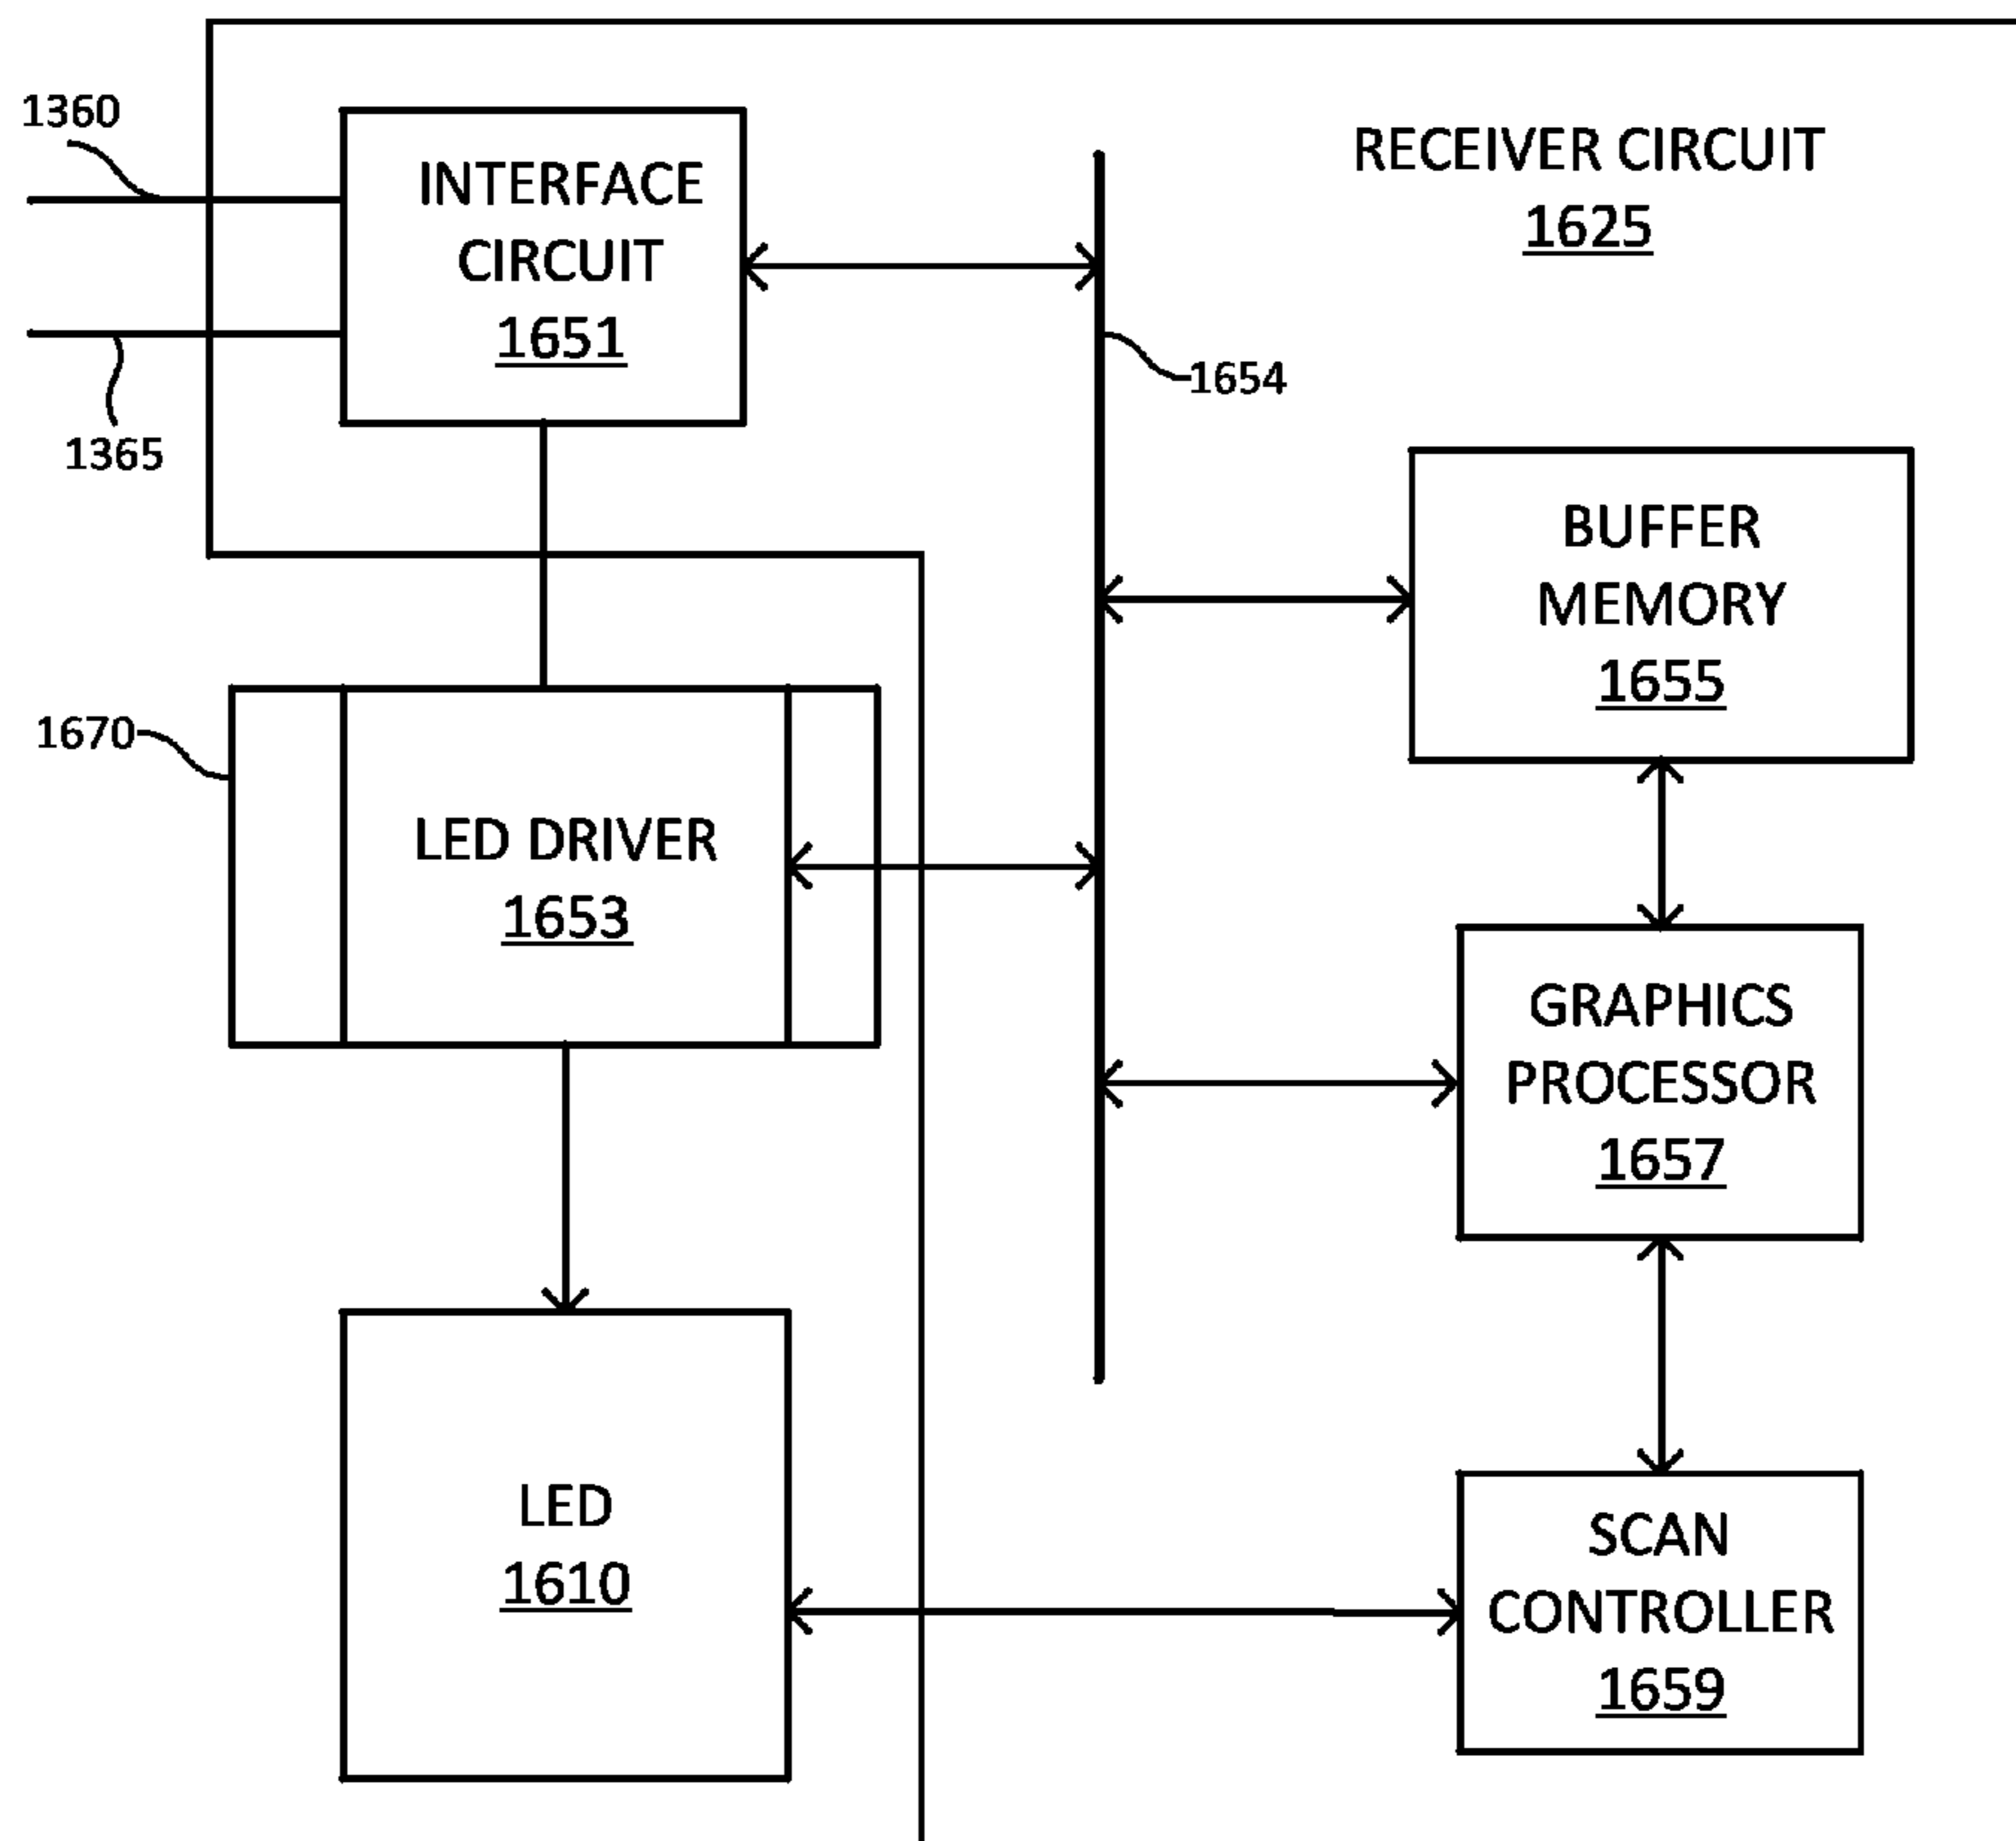 1360
INTERFACE
CIRCUIT
1651
1365
RECEIVER CIRCUIT
1625
1654
BUFFER
MEMORY
1655
1670
LED DRIVER
1653
GRAPHICS
PROCESSOR
1657
LED
1610
SCAN
CONTROLLER
1659